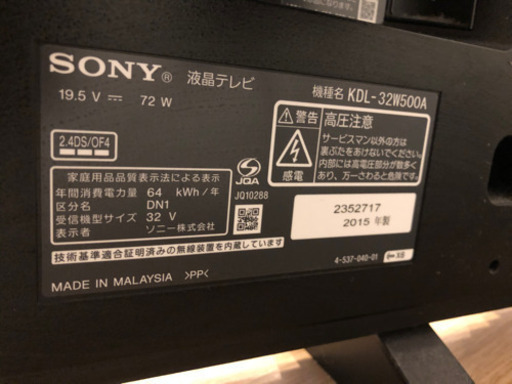 SONY® 液晶テレビ
19.5 V ⎓ 72 W
機種名 KDL-32W500A
2.4DS/OF4
家庭用品品質表示法による表示
年間消費電力量 64 kWh/年
区分名 DN1
受信機型サイズ 32 V
表示者 ソニー株式会社
JQA
JQ10288
警告
感電
高圧注意
サービスマン以外の方は
裏ぶたをあけないでください。
内部には高電圧部分が数多く
あり、万一さわると危険です。
2352717
2015 年製
技術基準適合証明済みの無線装置を内蔵しています
4-537-040-01
MADE IN MALAYSIA >PP<